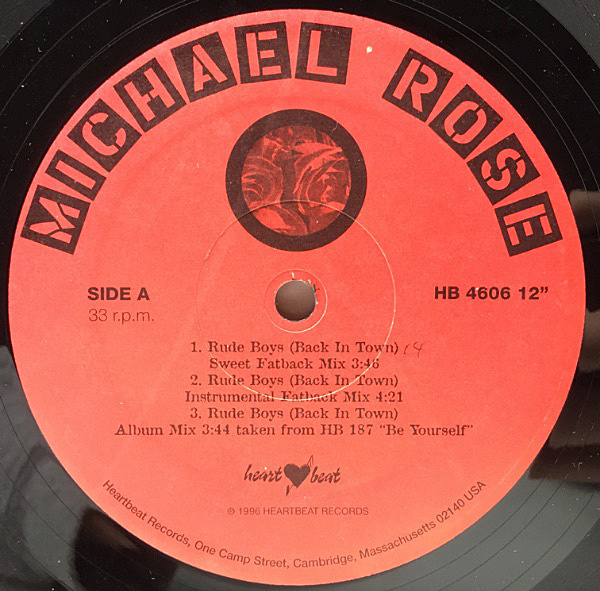 MICHAEL ROSE
SIDE A
33 r.p.m.
HB 4606 12”
1. Rude Boys (Back In Town)
Sweet Fatback Mix 3:46
2. Rude Boys (Back In Town)
Instrumental Fatback Mix 4:21
3. Rude Boys (Back In Town)
Album Mix 3:44 taken from HB 187 “Be Yourself”
heart beat
℗ 1996 HEARTBEAT RECORDS
Heartbeat Records, One Camp Street, Cambridge, Massachusetts 02140 USA